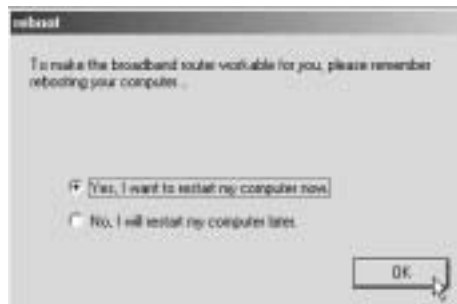 reboot
To make the broadband router workable for you, please remember
rebooting your computer .
Yes, I want to restart my computer now.
No, I will restart my computer later.
OK